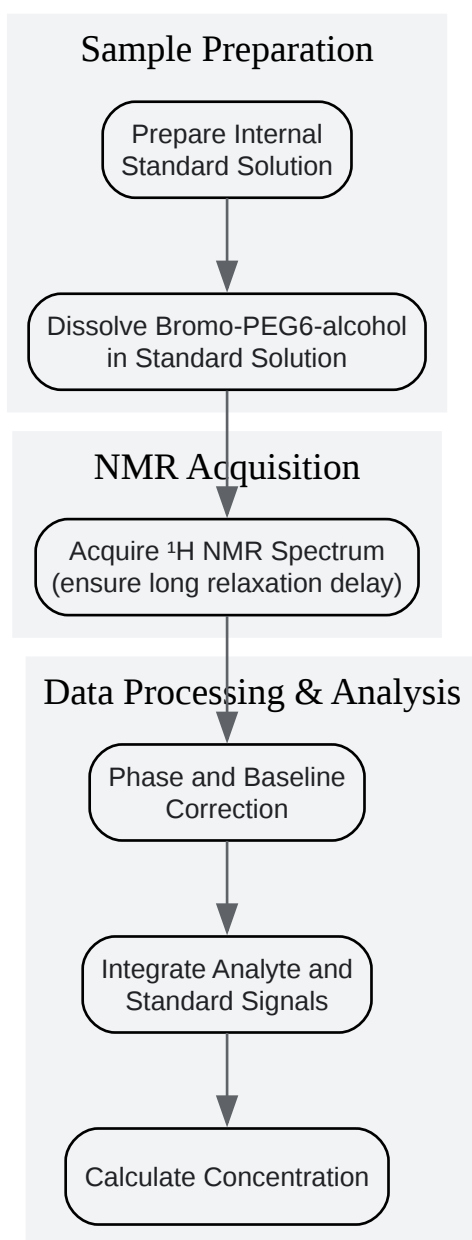 Sample Preparation
Prepare Internal
Standard Solution
Dissolve Bromo-PEG6-alcohol
in Standard Solution
NMR Acquisition
Acquire ¹H NMR Spectrum
(ensure long relaxation delay)
Data Processing & Analysis
Phase and Baseline
Correction
Integrate Analyte and
Standard Signals
Calculate Concentration